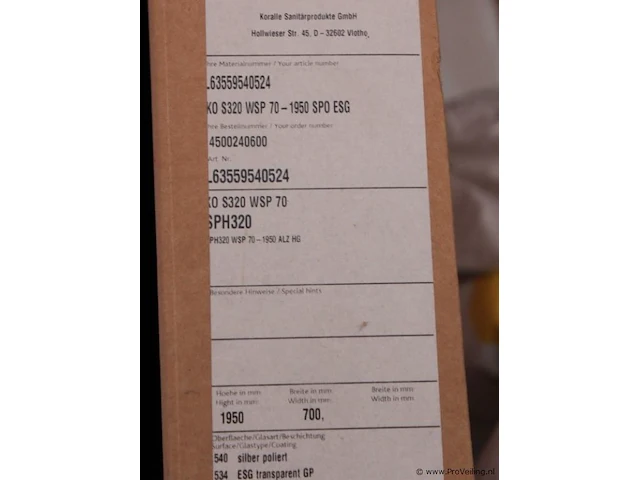 Koralle Sanitärprodukte GmbH
Hollwieser Str. 45, D - 32602 Vlotho
Ihre Materialnummer / Your article number
L63559540524
KO S320 WSP 70-1950 SPO ESG
Ihre Bestellnummer / Your order number
4500240600
Art. Nr.
L63559540524
KO S320 WSP 70
SPH320
SPH320 WSP 70-1950 ALZ HG
Besondere Hinweise / Special hints
Hoehe in mm Breite in mm Breite in mm
Hight in mm Width in mm Width in mm
1950 700,
Oberflaeche/Glasart/Beschichtung
Surface/Glastype/Coating
540 silber poliert
534 ESG transparent GP
© www.ProVeiling.nl